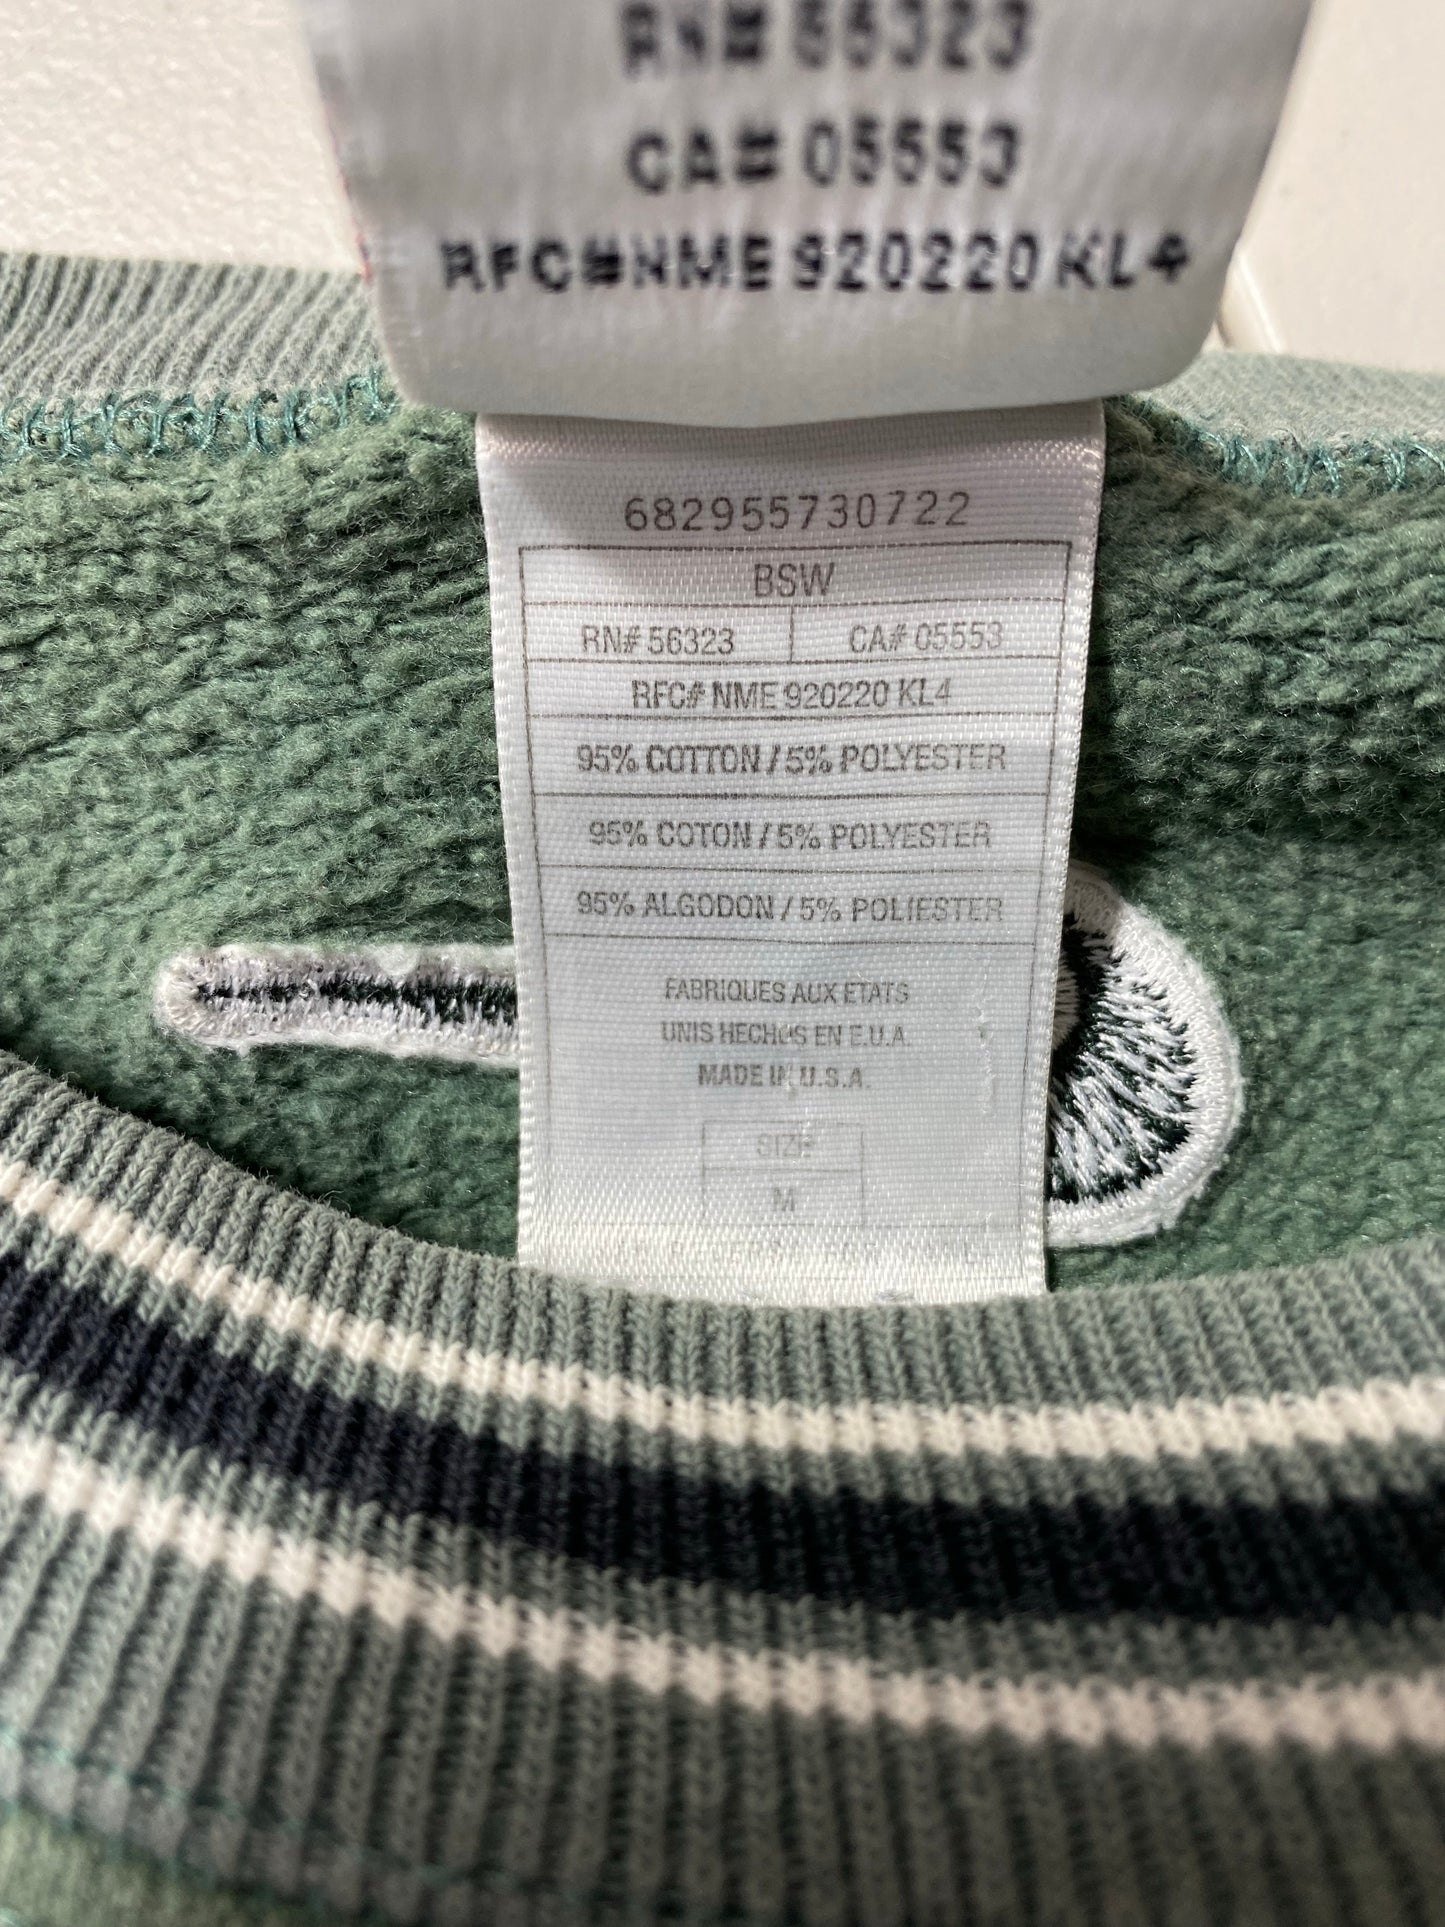 RN# 56323
CA# 05553
RFC#NME 920220 KL4
682955730722
BSW
RN# 56323 CA# 05553
RFC# NME 920220 KL4
95% COTTON / 5% POLYESTER
95% COTON / 5% POLYESTER
95% ALGODON / 5% POLIESTER
FABRIQUES AUX ETATS
UNIS HECHOS EN E.U.A.
MADE IN U.S.A.
SIZE
M